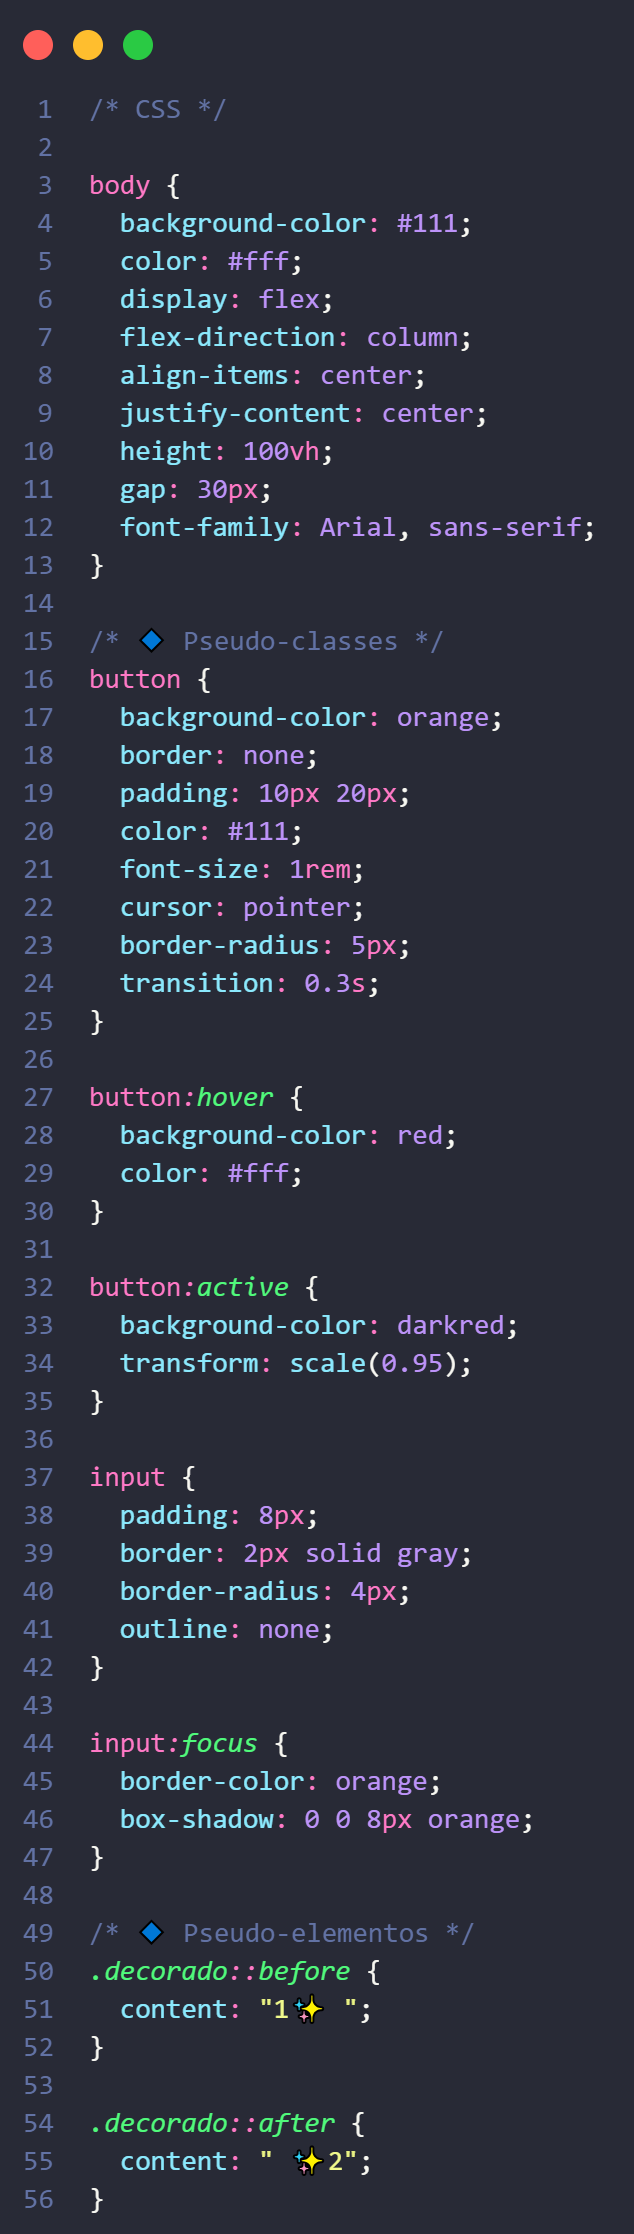 1 /* CSS */
2
3 body {
4   background-color: #111;
5   color: #fff;
6   display: flex;
7   flex-direction: column;
8   align-items: center;
9   justify-content: center;
10   height: 100vh;
11   gap: 30px;
12   font-family: Arial, sans-serif;
13 }
14
15 /* 🔷 Pseudo-classes */
16 button {
17   background-color: orange;
18   border: none;
19   padding: 10px 20px;
20   color: #111;
21   font-size: 1rem;
22   cursor: pointer;
23   border-radius: 5px;
24   transition: 0.3s;
25 }
26
27 button:hover {
28   background-color: red;
29   color: #fff;
30 }
31
32 button:active {
33   background-color: darkred;
34   transform: scale(0.95);
35 }
36
37 input {
38   padding: 8px;
39   border: 2px solid gray;
40   border-radius: 4px;
41   outline: none;
42 }
43
44 input:focus {
45   border-color: orange;
46   box-shadow: 0 0 8px orange;
47 }
48
49 /* 🔷 Pseudo-elementos */
50 .decorado::before {
51   content: "1✨ ";
52 }
53
54 .decorado::after {
55   content: " ✨2";
56 }